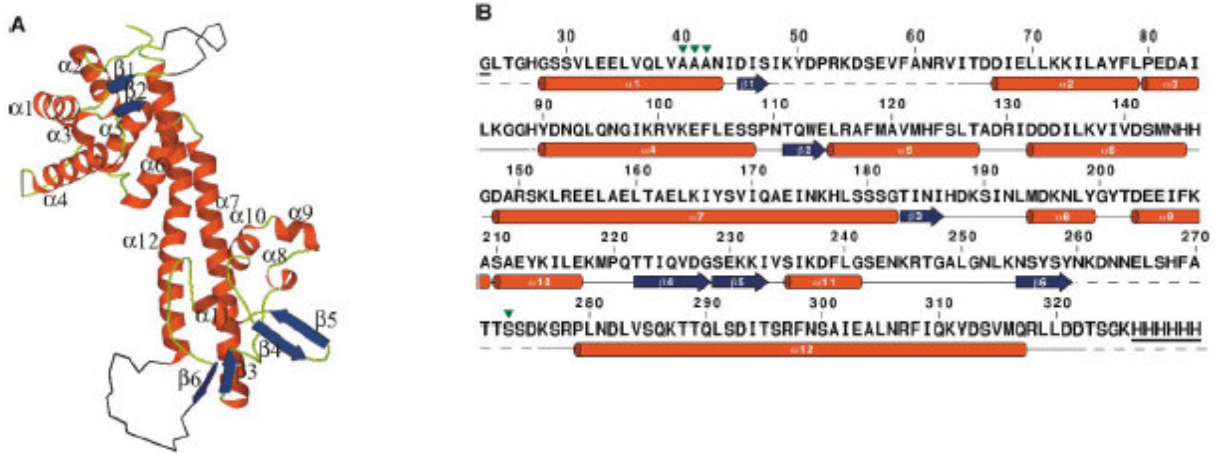 A
α2
β1
β2
α1
α3
α5
α4
α6
α7
α10
α9
α12
α8
α11
β5
β4
β6
β3
B
30 40 50 60 70 80
GLTGHGSSVLEELVQLVAAANIDISIKYDPRKDSEVFANRVITDDIELLKKILAYFLPEDAI
α1 β1 α2 α3
90 100 110 120 130 140
LKGGHYDNQLQNGIKRVKEFLESSPNTQWELRAFMAVMHFSLTADRIDDDILKVIVDSMNHH
α4 β2 α5 α6
150 160 170 180 190 200
GDARSKLREELAELTAELKIYSVIQAEINKHLSSSGTINIHDKSINLMDKNLYGYTDEEIFK
α7 β3 α8 α9
210 220 230 240 250 260 270
ASAEYKILEKMPQTTIQVDGSEKKIVSIKDFLGSENKRTGALGNLKNSYSYNKDNNELSHFA
α10 β4 β5 α11 β6
280 290 300 310 320
TTSSDKSRPLNDLVSQKTTQLSDITSRFNSAIEALNRFIQKYDSVMQRLLDDTSGKHHHHHH
α12